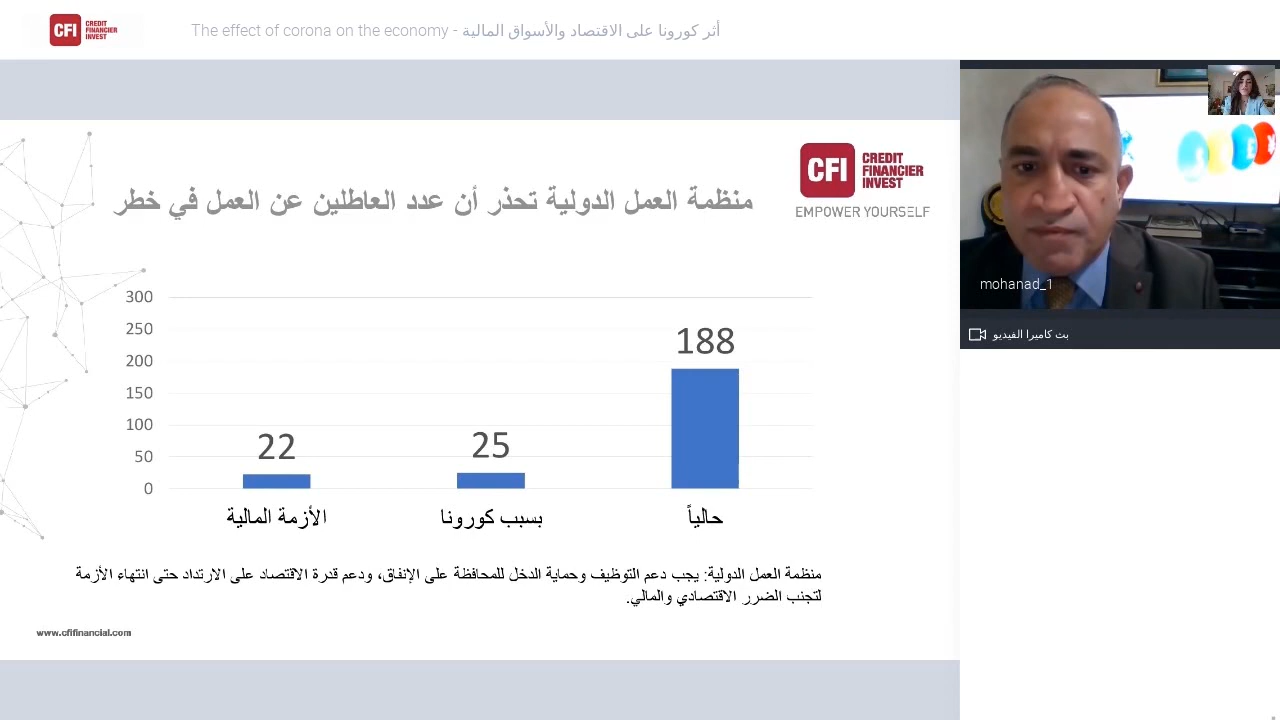 CFI CREDIT
FINANCIER
INVEST
The effect of corona on the economy - أثر كورونا على الاقتصاد والأسواق المالية
CFI CREDIT
FINANCIER
INVEST
EMPOWER YOURSELF
منظمة العمل الدولية تحذر أن عدد العاطلين عن العمل في خطر
300
250
200
150
100
50
0
22
25
188
الأزمة المالية
بسبب كورونا
حالياً
منظمة العمل الدولية: يجب دعم التوظيف وحماية الدخل للمحافظة على الإنفاق، ودعم قدرة الاقتصاد على الارتداد حتى انتهاء الأزمة
لتجنب الضرر الاقتصادي والمالي.
www.cfifinancial.com
mohanad_1
بث كاميرا الفيديو